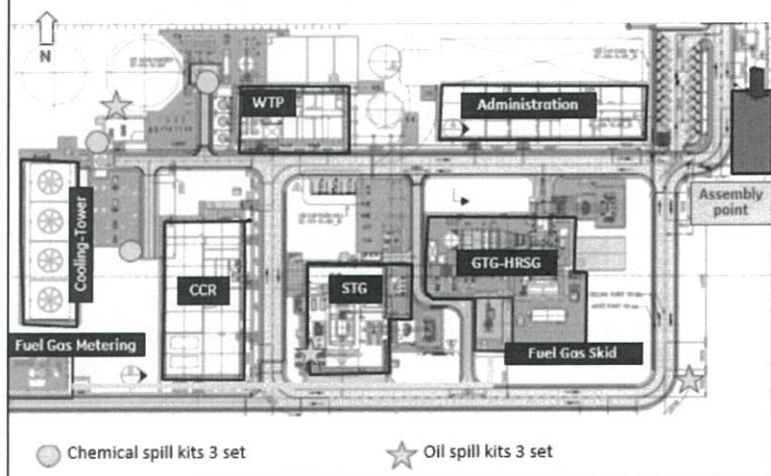 N
WTP
Administration
Assembly
point
Cooling-Tower
CCR
STG
GTG-HRSG
Fuel Gas Metering
Fuel Gas Skid
Chemical spill kits 3 set
Oil spill kits 3 set